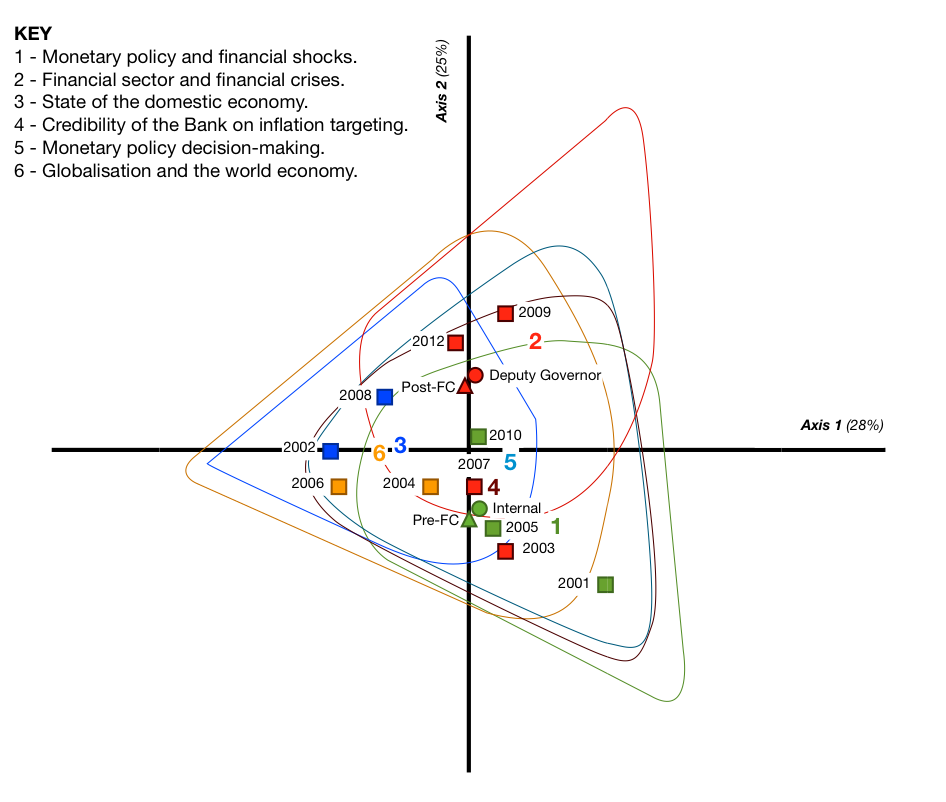 KEY
1 - Monetary policy and financial shocks.
2 - Financial sector and financial crises.
3 - State of the domestic economy.
4 - Credibility of the Bank on inflation targeting.
5 - Monetary policy decision-making.
6 - Globalisation and the world economy.
Axis 2 (25%)
2009
2012
2
Deputy Governor
Post-FC
2008
Axis 1 (28%)
2010
2002
6
3
2007
5
2006
2004
4
Internal
Pre-FC
2005
1
2003
2001